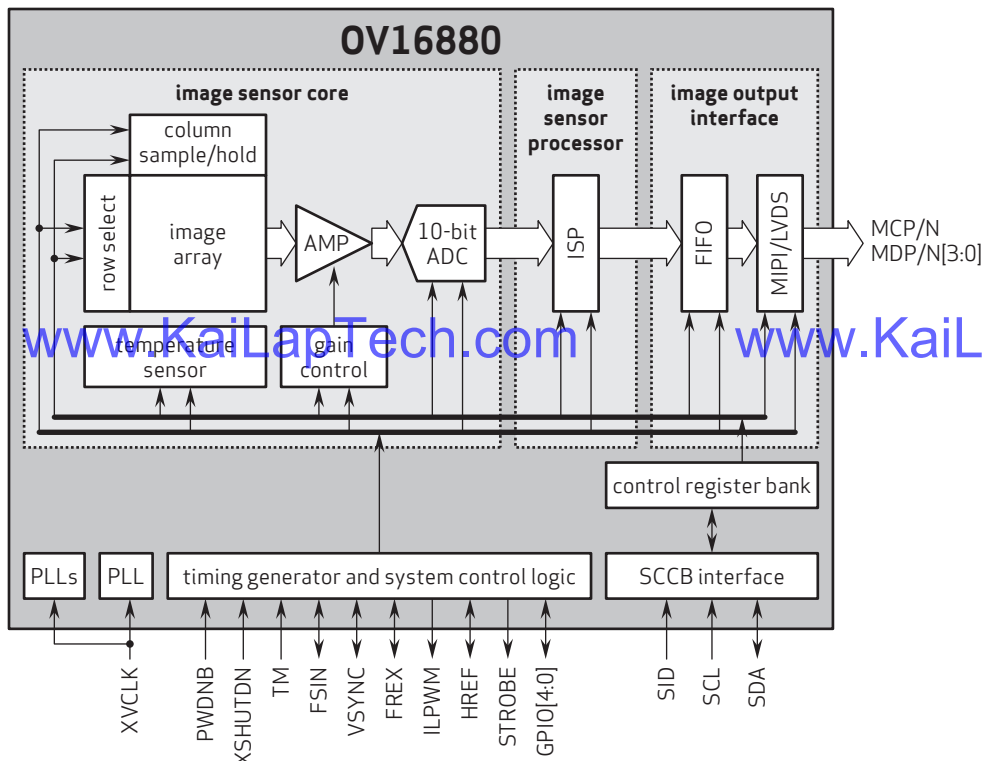 OV16880
image sensor core
image
sensor
processor
image output
interface
column
sample/hold
row select
image
array
AMP
10-bit
ADC
ISP
FIFO
MIPI/LVDS
MCP/N
MDP/N[3:0]
www.KaiLapTech.com
www.KaiL
temperature
sensor
gain
control
control register bank
PLLs
PLL
timing generator and system control logic
SCCB interface
XVCLK
PWDNB
XSHUTDN
TM
FSIN
VSYNC
FREX
ILPWM
HREF
STROBE
GPIO[4:0]
SID
SCL
SDA